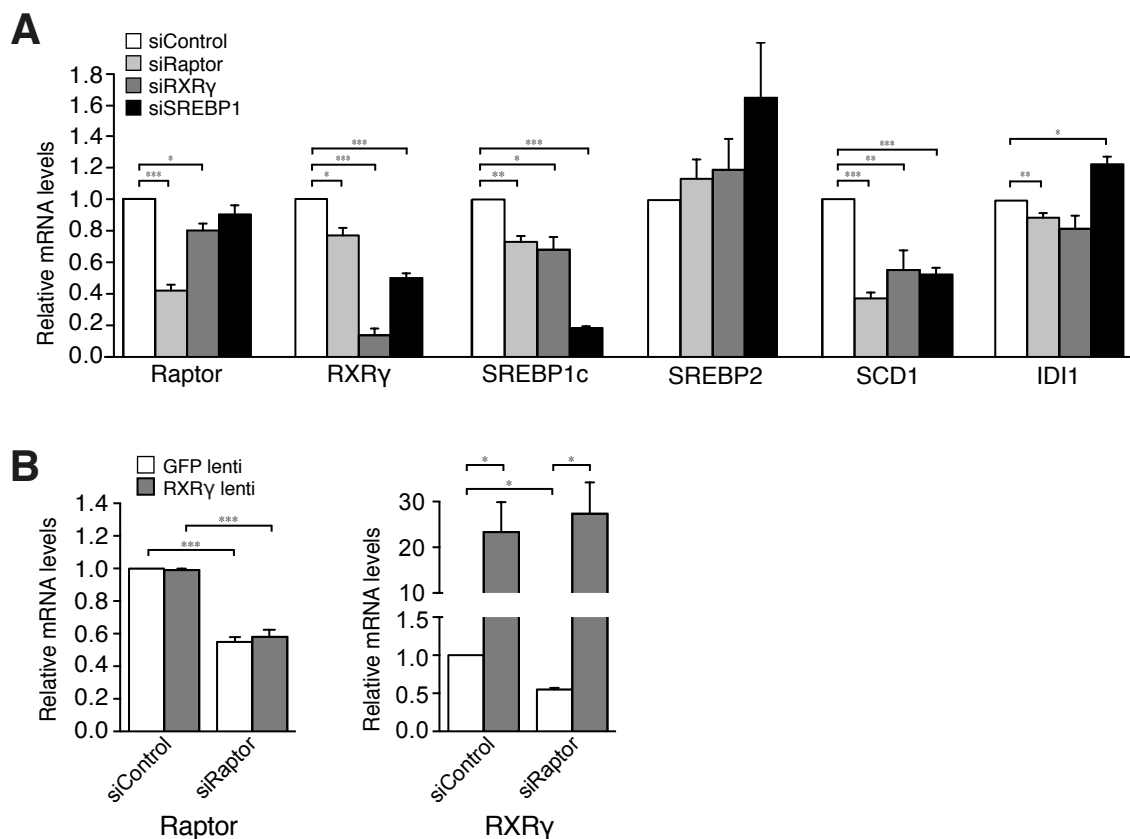 A
siControl
siRaptor
siRXRγ
siSREBP1
Relative mRNA levels
1.8
1.6
1.4
1.2
1.0
0.8
0.6
0.4
0.2
0.0
*
***
***
***
*
***
*
**
***
**
***
*
**
Raptor
RXRγ
SREBP1c
SREBP2
SCD1
IDI1
B
GFP lenti
RXRγ lenti
Relative mRNA levels
1.4
1.2
1.0
0.8
0.6
0.4
0.2
0.0
***
***
siControl
siRaptor
Raptor
Relative mRNA levels
30
20
10
1.5
1.0
0.5
0.0
*
*
*
siControl
siRaptor
RXRγ